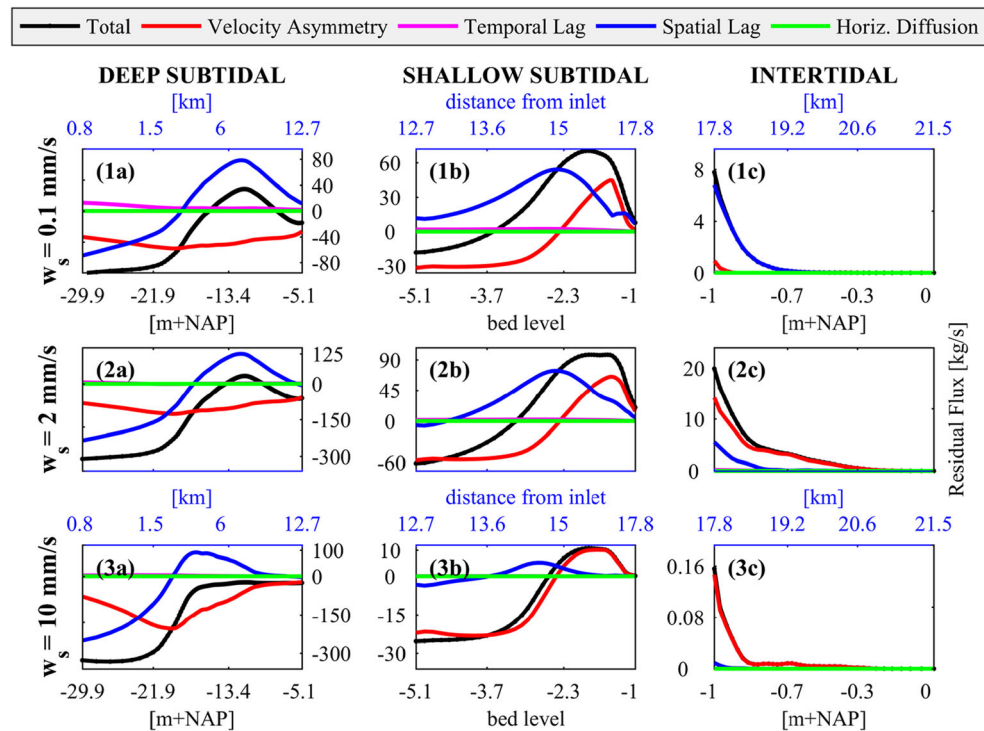 Total Velocity Asymmetry Temporal Lag Spatial Lag Horiz. Diffusion
DEEP SUBTIDAL SHALLOW SUBTIDAL INTERTIDAL
[km] distance from inlet [km]
0.8 1.5 6 12.7 12.7 13.6 15 17.8 17.8 19.2 20.6 21.5
w_s = 0.1 mm/s
(1a)
80
40
0
-40
-80
-29.9 -21.9 -13.4 -5.1
[m+NAP]
(1b)
60
30
0
-30
-5.1 -3.7 -2.3 -1
bed level
(1c)
8
4
0
-1 -0.7 -0.3 0
[m+NAP]
w_s = 2 mm/s
(2a)
125
0
-150
-300
(2b)
90
45
0
-60
(2c)
20
10
5
0
Residual Flux [kg/s]
[km] distance from inlet [km]
0.8 1.5 6 12.7 12.7 13.6 15 17.8 17.8 19.2 20.6 21.5
w_s = 10 mm/s
(3a)
100
0
-150
-300
-29.9 -21.9 -13.4 -5.1
[m+NAP]
(3b)
10
0
-15
-30
-5.1 -3.7 -2.3 -1
bed level
(3c)
0.16
0.08
0
-1 -0.7 -0.3 0
[m+NAP]